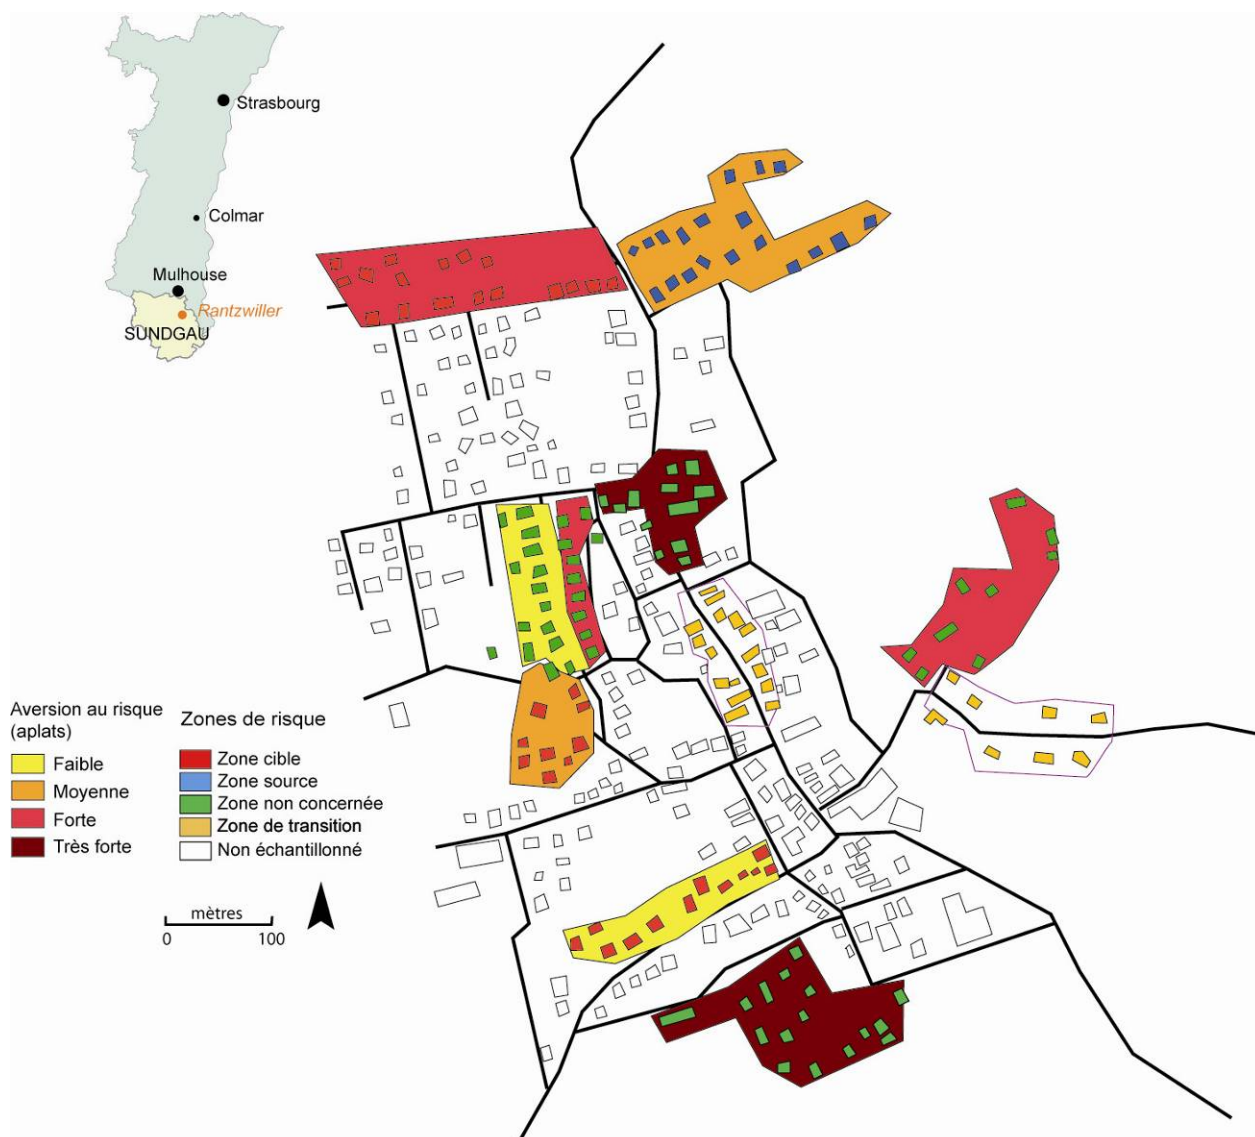 Strasbourg
Colmar
Mulhouse
Rantzwiller
SUNDGAU
Aversion au risque
(aplats)
Faible
Moyenne
Forte
Très forte
Zones de risque
Zone cible
Zone source
Zone non concernée
Zone de transition
Non échantillonné
mètres
0 100